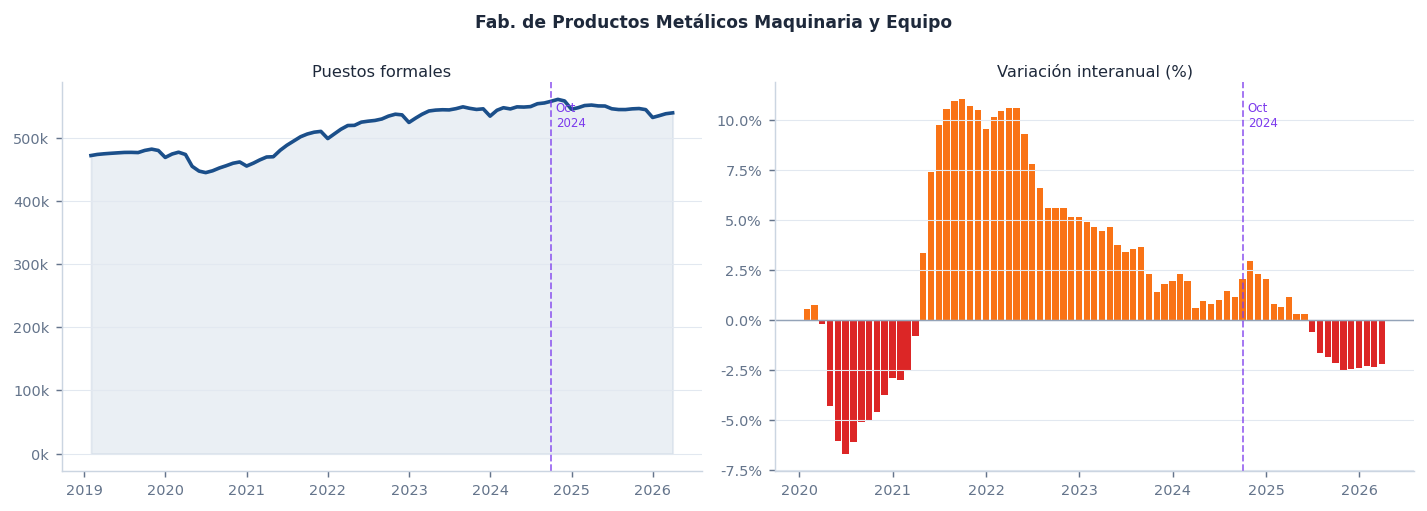 Fab. de Productos Metálicos Maquinaria y Equipo
Puestos formales
500k
400k
300k
200k
100k
0k
2019 2020 2021 2022 2023 2024 2025 2026
Oct
2024
Variación interanual (%)
10.0%
7.5%
5.0%
2.5%
0.0%
-2.5%
-5.0%
-7.5%
2020 2021 2022 2023 2024 2025 2026
Oct
2024